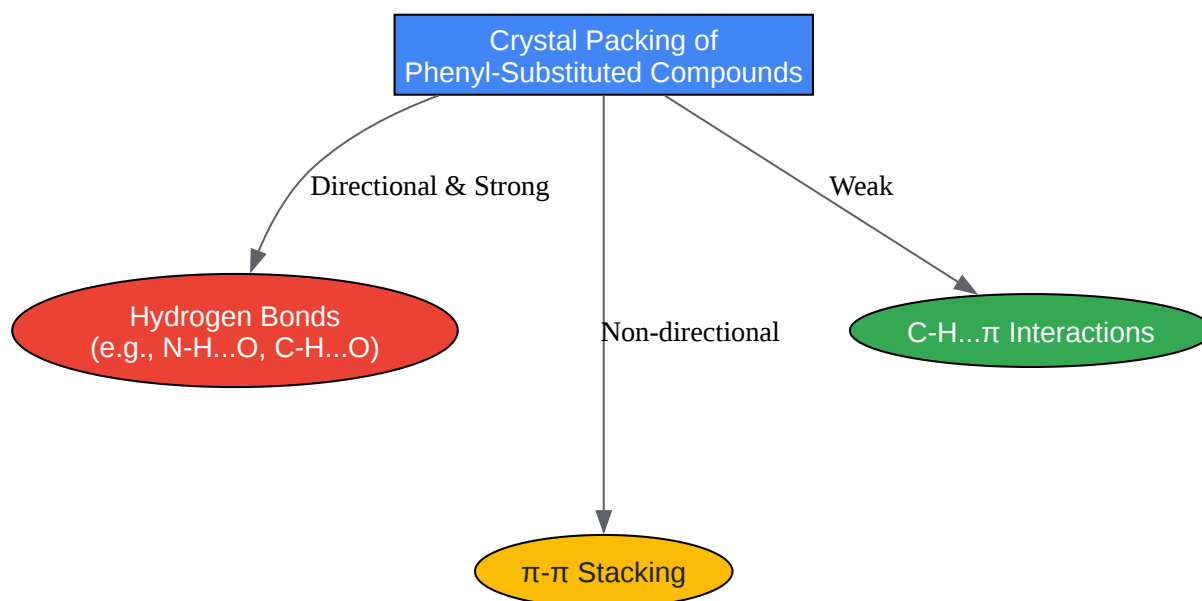 Crystal Packing of
Phenyl-Substituted Compounds
Directional & Strong
Weak
Hydrogen Bonds
(e.g., N-H...O, C-H...O)
Non-directional
C-H...π Interactions
π-π Stacking